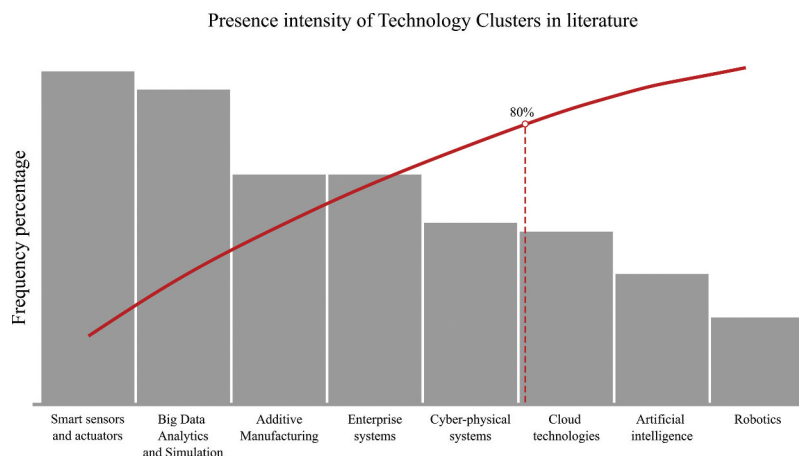 Presence intensity of Technology Clusters in literature
Frequency percentage
80%
Smart sensors
and actuators
Big Data
Analytics
and Simulation
Additive
Manufacturing
Enterprise
systems
Cyber-physical
systems
Cloud
technologies
Artificial
intelligence
Robotics